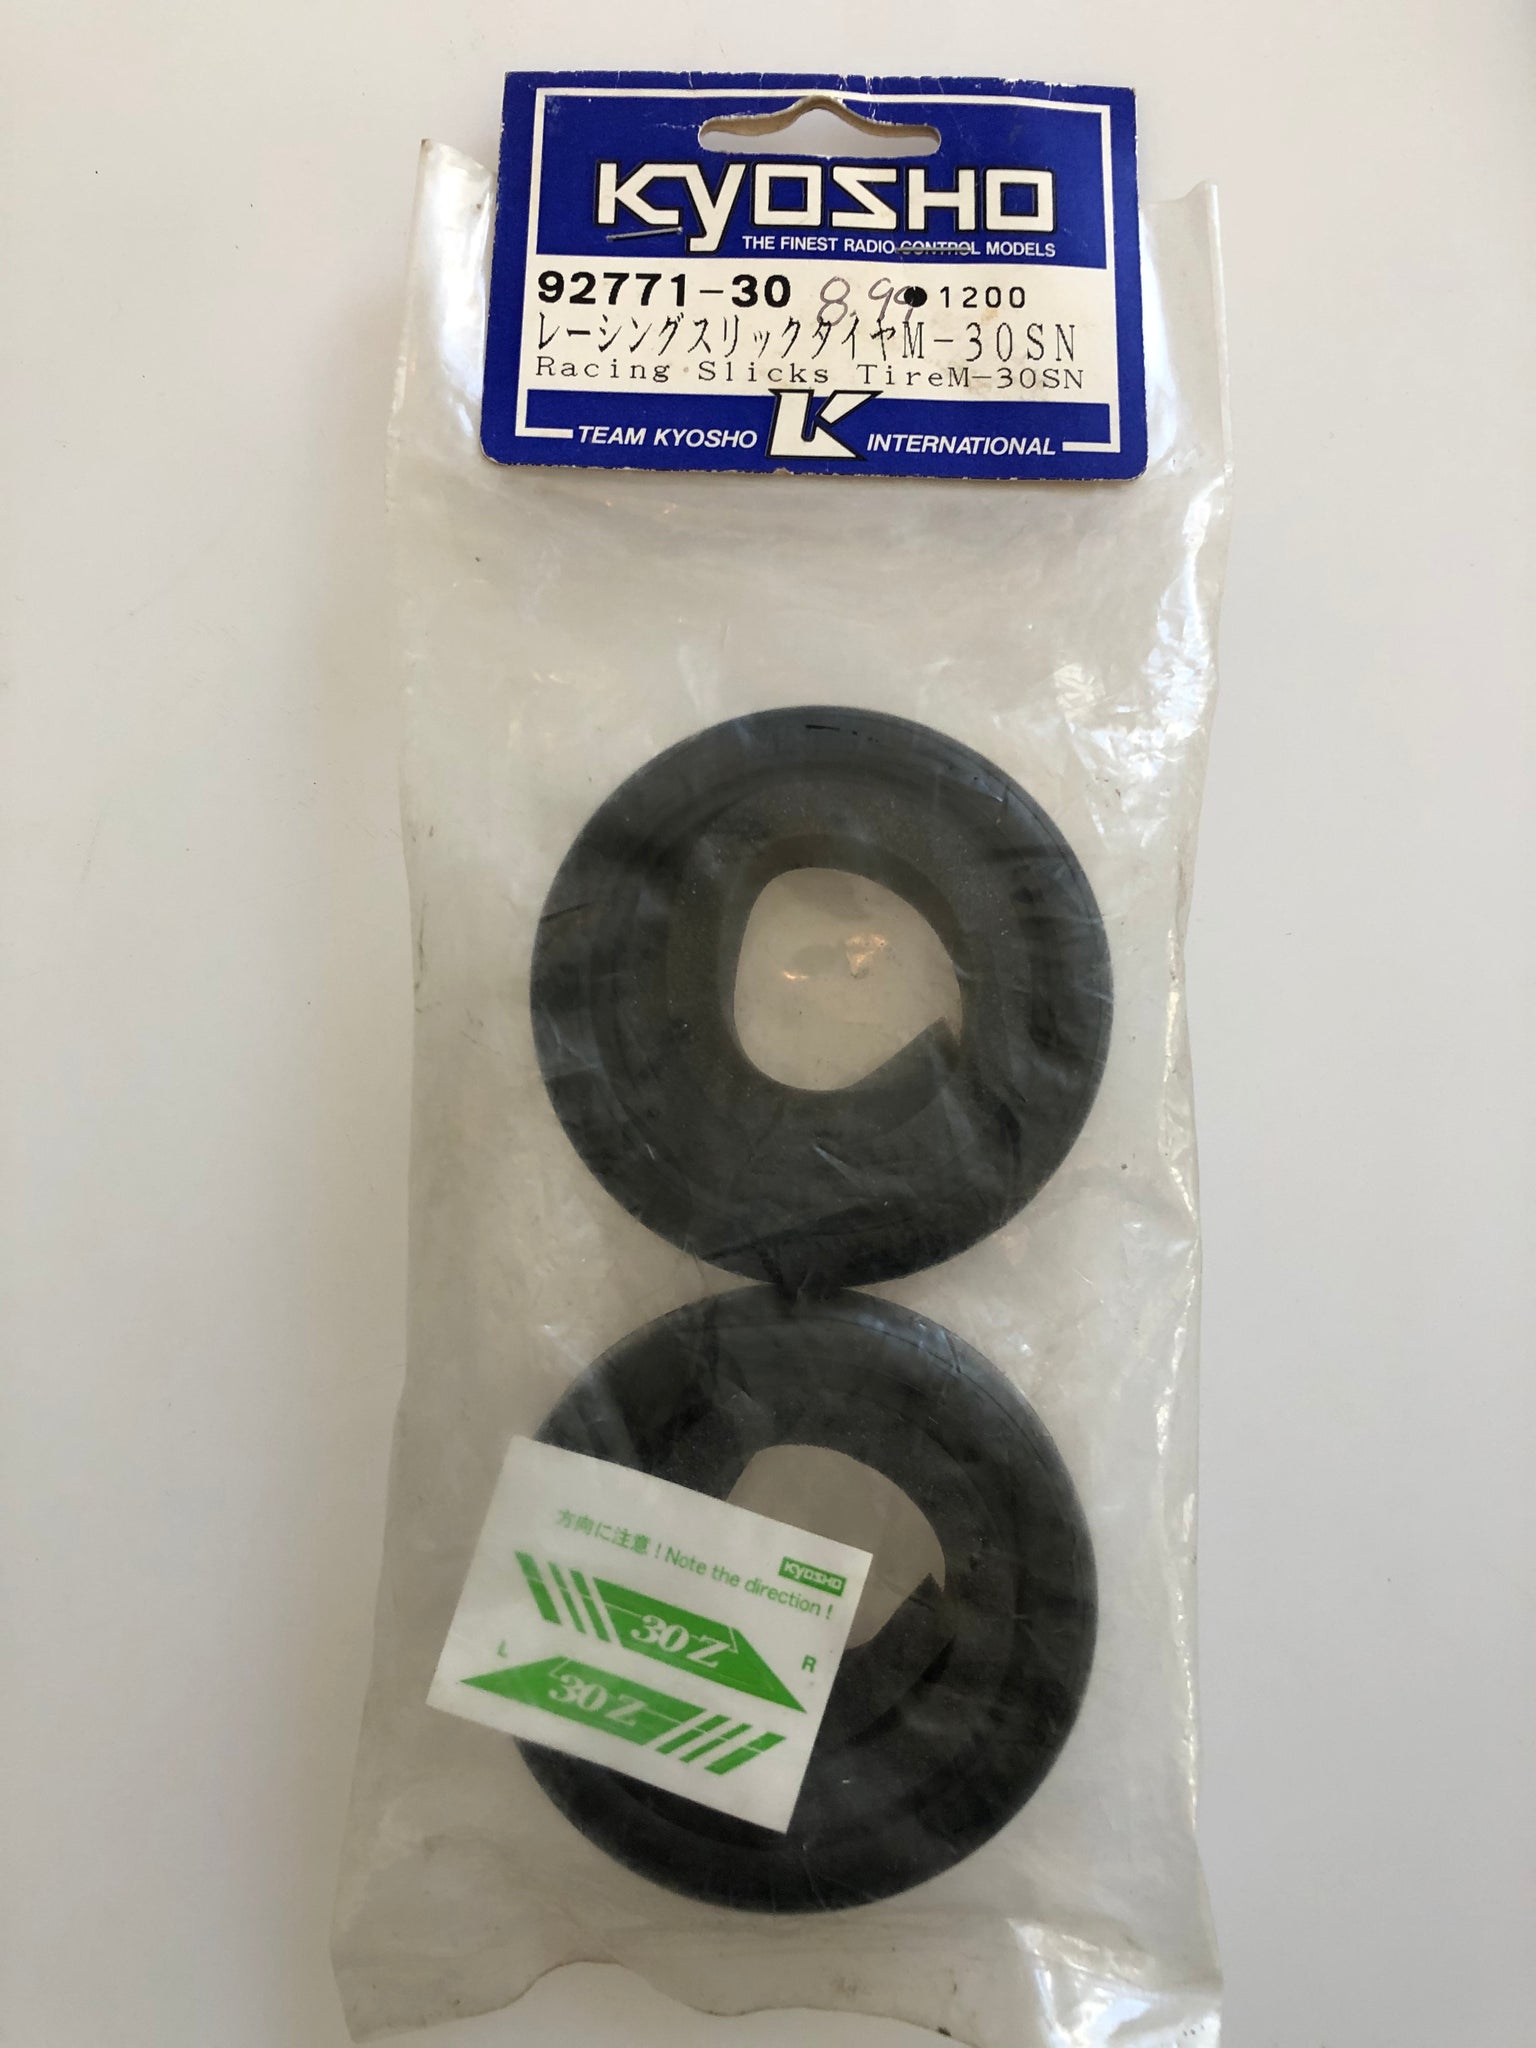 KYOSHO
THE FINEST RADIO CONTROL MODELS
92771-30 8.99 ●1200
レーシングスリックタイヤM-30SN
Racing Slicks TireM-30SN
TEAM KYOSHO K INTERNATIONAL
方向に注意！Note the direction！
KYOSHO
30Z
R
L
30Z